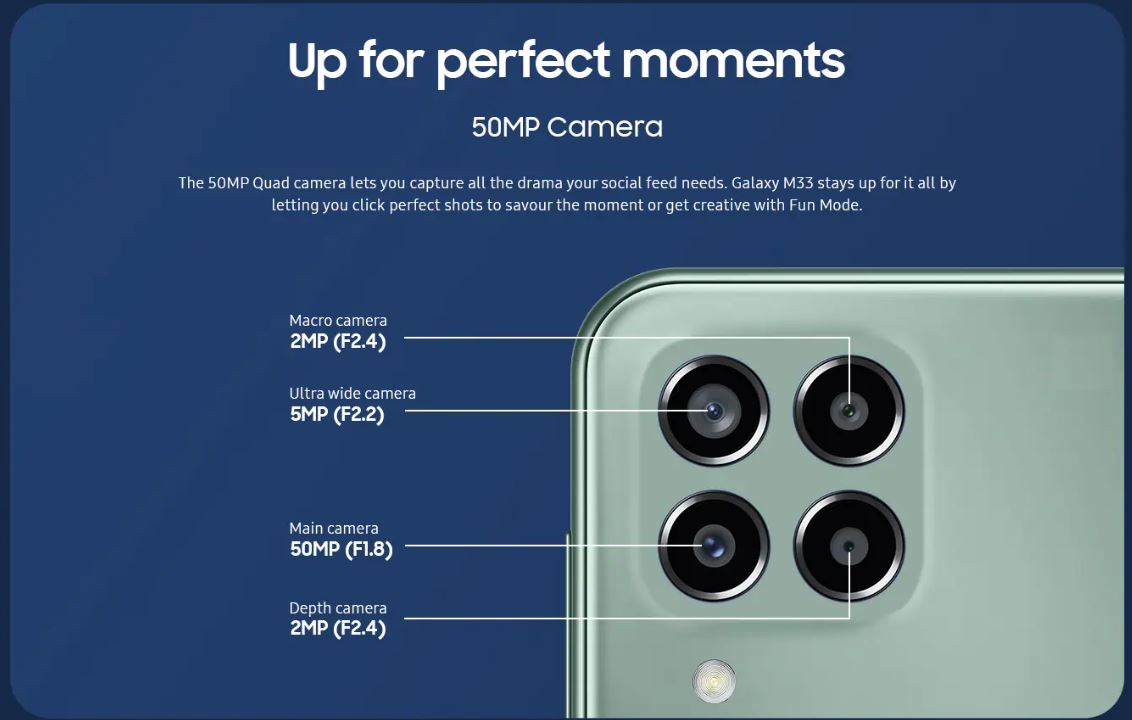 Up for perfect moments
50MP Camera
The 50MP Quad camera lets you capture all the drama your social feed needs. Galaxy M33 stays up for it all by
letting you click perfect shots to savour the moment or get creative with Fun Mode.
Macro camera
2MP (F2.4)
Ultra wide camera
5MP (F2.2)
Main camera
50MP (F1.8)
Depth camera
2MP (F2.4)